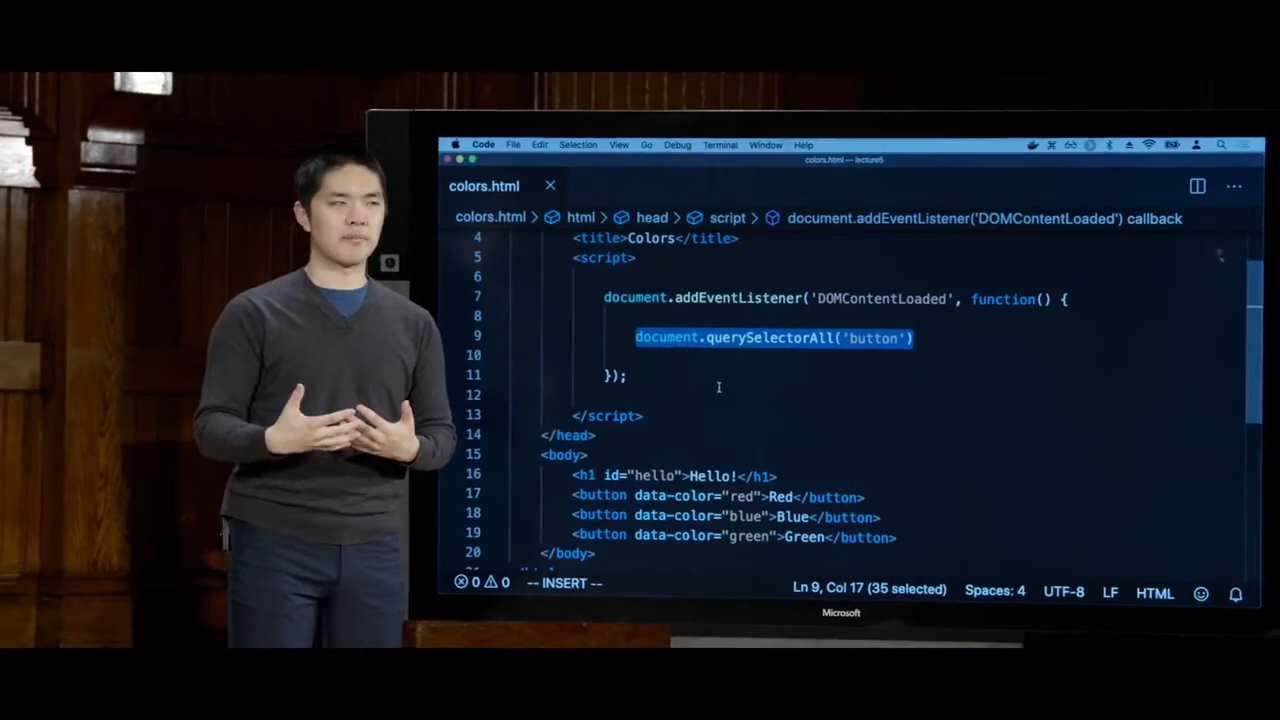 Code File Edit Selection View Go Debug Terminal Window Help
colors.html — lecture5
colors.html
colors.html > html > head > script > document.addEventListener('DOMContentLoaded') callback
4 <title>Colors</title>
5 <script>
6
7 document.addEventListener('DOMContentLoaded', function() {
8
9 document.querySelectorAll('button')
10
11 });
12
13 </script>
14 </head>
15 <body>
16 <h1 id="hello">Hello!</h1>
17 <button data-color="red">Red</button>
18 <button data-color="blue">Blue</button>
19 <button data-color="green">Green</button>
20 </body>
0 0 -- INSERT -- Ln 9, Col 17 (35 selected) Spaces: 4 UTF-8 LF HTML
Microsoft